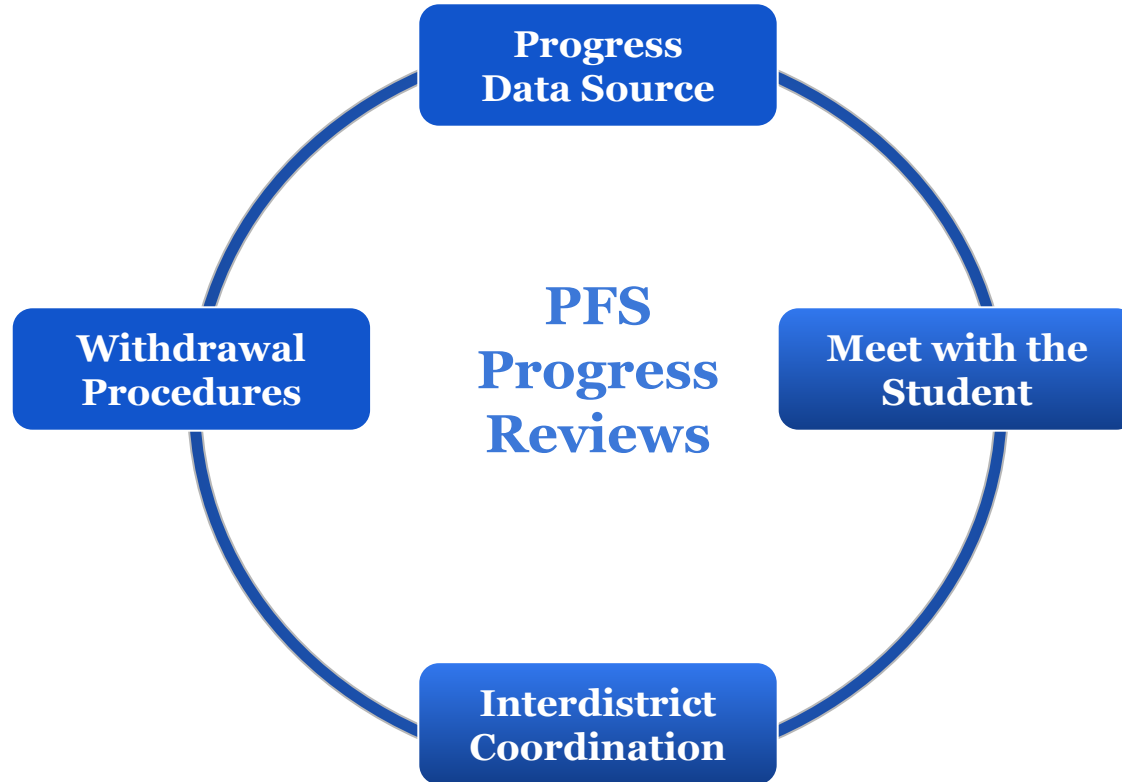 Progress
Data Source
PFS
Progress
Reviews
Withdrawal
Procedures
Meet with the
Student
Interdistrict
Coordination